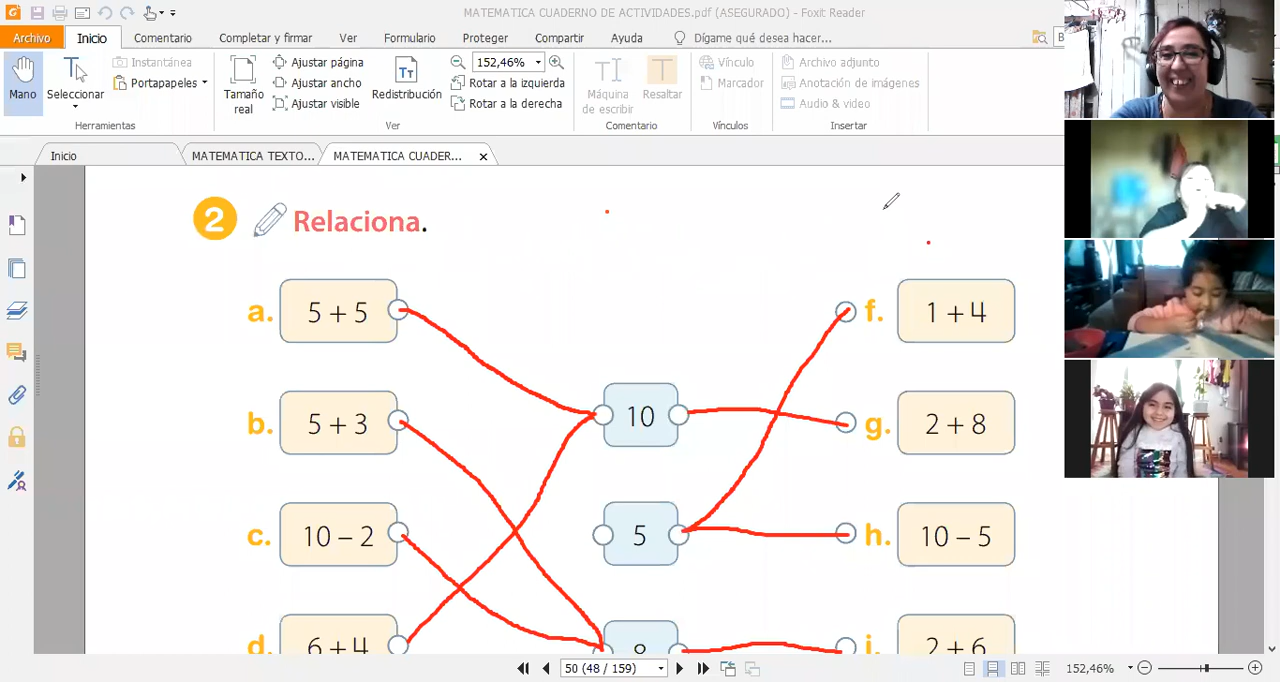 MATEMATICA CUADERNO DE ACTIVIDADES.pdf (ASEGURADO) - Foxit Reader
Archivo Inicio Comentario Completar y firmar Ver Formulario Proteger Compartir Ayuda Dígame qué desea hacer...
Mano
Seleccionar
Instantánea
Portapapeles
Herramientas
Tamaño
real
Ajustar página
Ajustar ancho
Ajustar visible
Redistribución
152,46%
Rotar a la izquierda
Rotar a la derecha
Ver
Máquina
de escribir
Resaltar
Comentario
Vínculo
Marcador
Vínculos
Archivo adjunto
Anotación de imágenes
Audio & video
Insertar
Inicio
MATEMATICA TEXTO...
MATEMATICA CUADER...
2 Relaciona.
a. 5 + 5
b. 5 + 3
c. 10 – 2
d. 6 + 4
10
5
8
f. 1 + 4
g. 2 + 8
h. 10 – 5
i. 2 + 6
50 (48 / 159)
152,46%